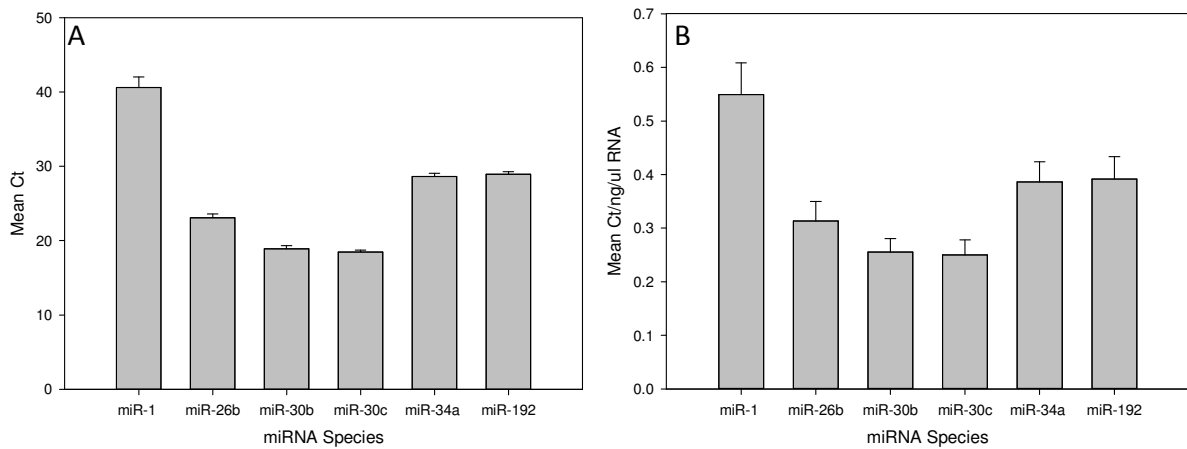 A
50
40
30
20
10
0
Mean Ct
miR-1 miR-26b miR-30b miR-30c miR-34a miR-192
miRNA Species
B
0.7
0.6
0.5
0.4
0.3
0.2
0.1
0.0
Mean Ct/ng/ul RNA
miR-1 miR-26b miR-30b miR-30c miR-34a miR-192
miRNA Species